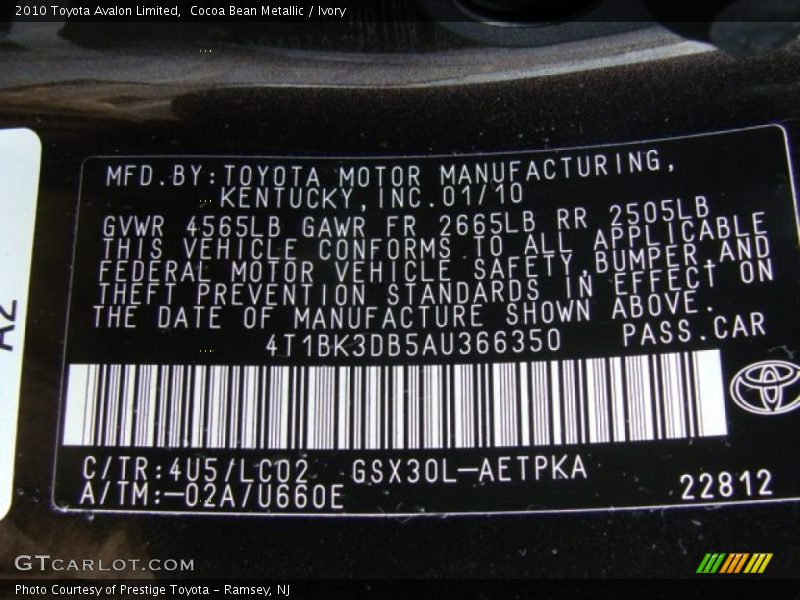 2010 Toyota Avalon Limited, Cocoa Bean Metallic / Ivory
MFD.BY:TOYOTA MOTOR MANUFACTURING,
KENTUCKY,INC.01/10
GVWR 4565LB GAWR FR 2665LB RR 2505LB
THIS VEHICLE CONFORMS TO ALL APPLICABLE
FEDERAL MOTOR VEHICLE SAFETY,BUMPER,AND
THEFT PREVENTION STANDARDS IN EFFECT ON
THE DATE OF MANUFACTURE SHOWN ABOVE.
4T1BK3DB5AU366350 PASS.CAR
C/TR:4U5/LC02 GSX30L-AETPKA
A/TM:-02A/U660E 22812
A2
GTCARLOT.COM
Photo Courtesy of Prestige Toyota - Ramsey, NJ